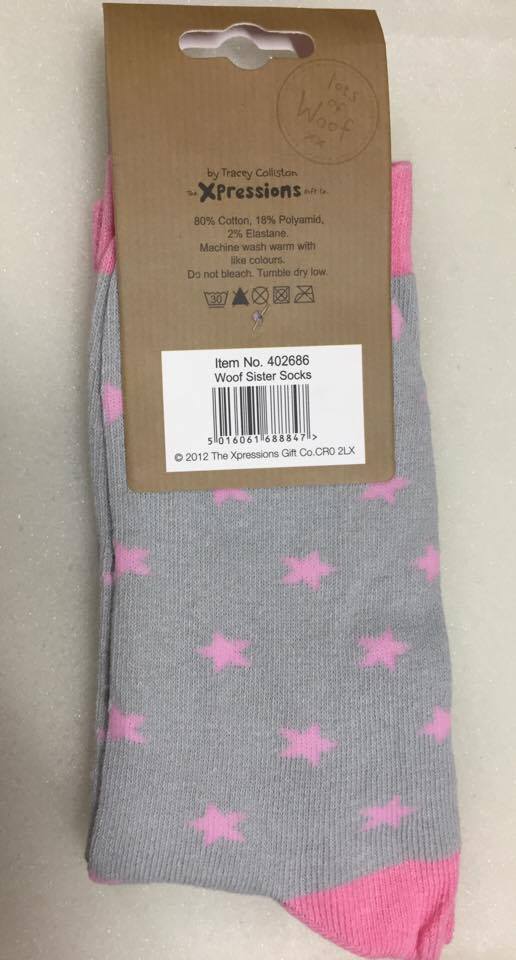 lots
of
Woof
xx
by Tracey Colliston
The Xpressions Gift Co.
80% Cotton, 18% Polyamid,
2% Elastane.
Machine wash warm with
like colours.
Do not bleach. Tumble dry low.
30
Item No. 402686
Woof Sister Socks
5 016061 688847 >
© 2012 The Xpressions Gift Co.CR0 2LX